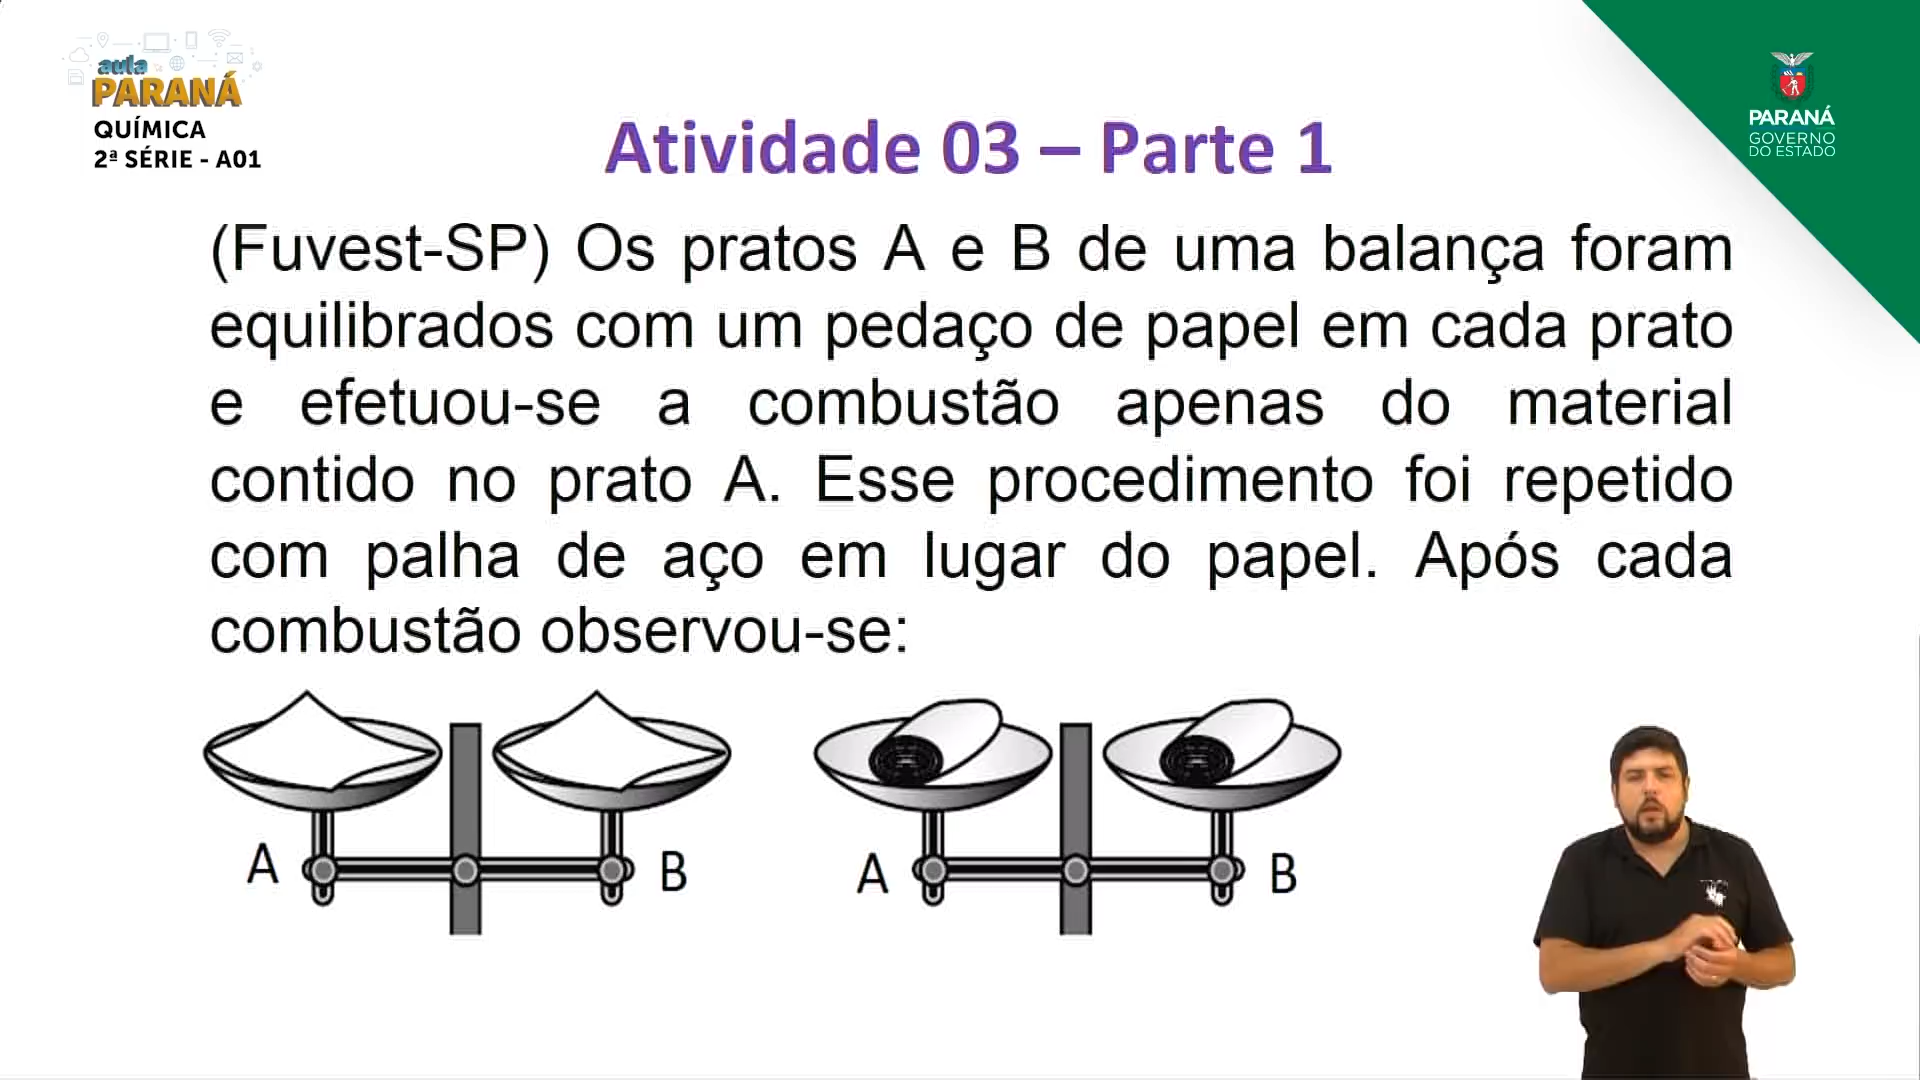 aula
PARANÁ
QUÍMICA
2ª SÉRIE - A01
PARANÁ
GOVERNO
DO ESTADO
Atividade 03 – Parte 1
(Fuvest-SP) Os pratos A e B de uma balança foram
equilibrados com um pedaço de papel em cada prato
e efetuou-se a combustão apenas do material
contido no prato A. Esse procedimento foi repetido
com palha de aço em lugar do papel. Após cada
combustão observou-se:
A B A B